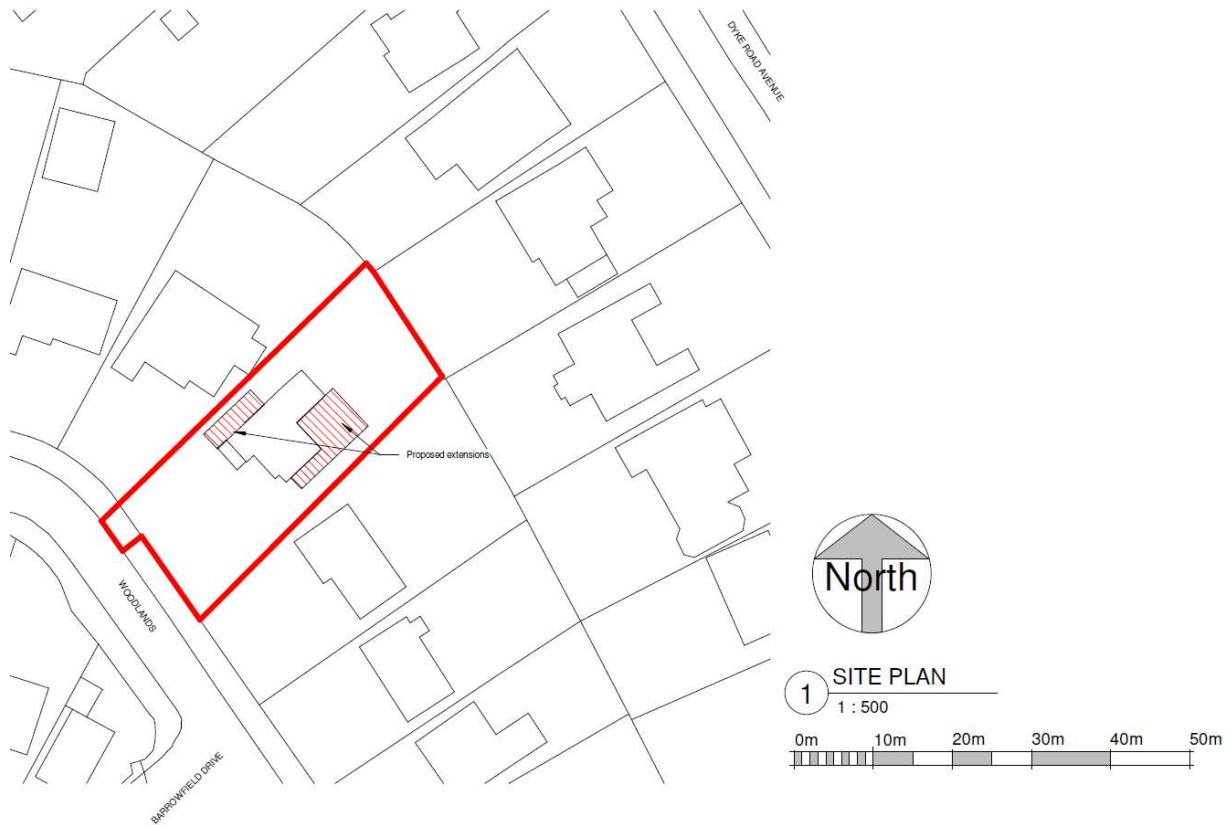 DYKE ROAD AVENUE
Proposed extensions
WOODLANDS
BARROWFIELD DRIVE
North
1
SITE PLAN
1 : 500
0m 10m 20m 30m 40m 50m